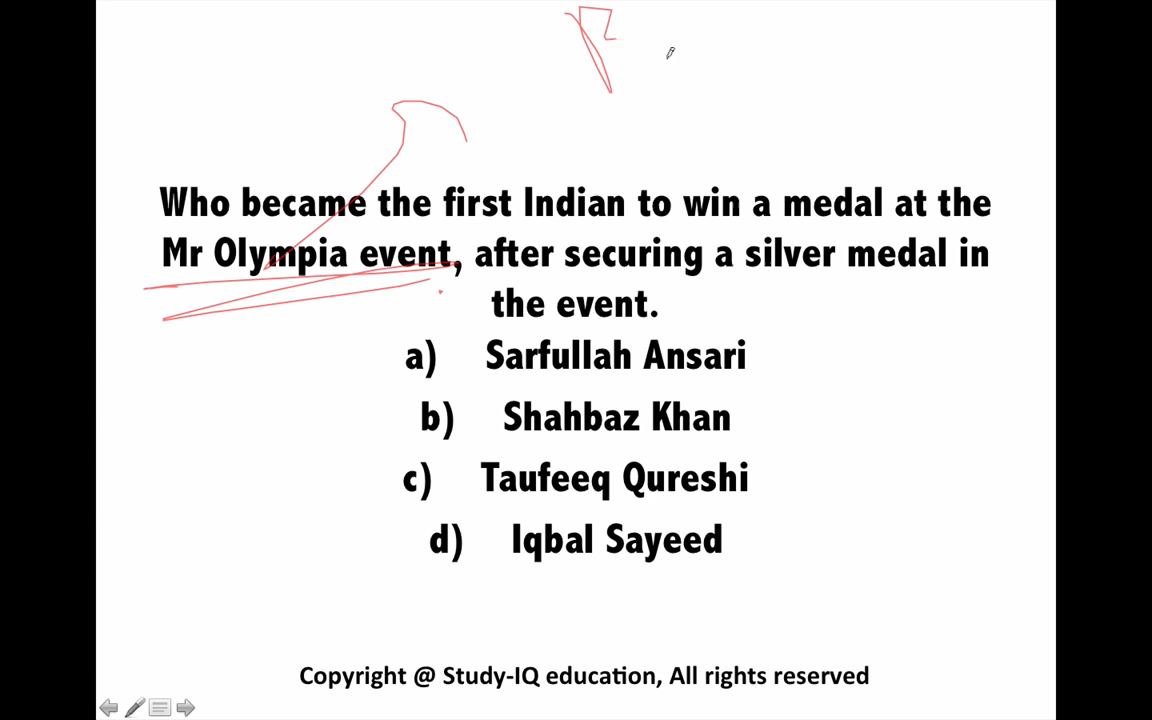 Who became the first Indian to win a medal at the
Mr Olympia event, after securing a silver medal in
the event.
a) Sarfullah Ansari
b) Shahbaz Khan
c) Taufeeq Qureshi
d) Iqbal Sayeed
Copyright @ Study-IQ education, All rights reserved